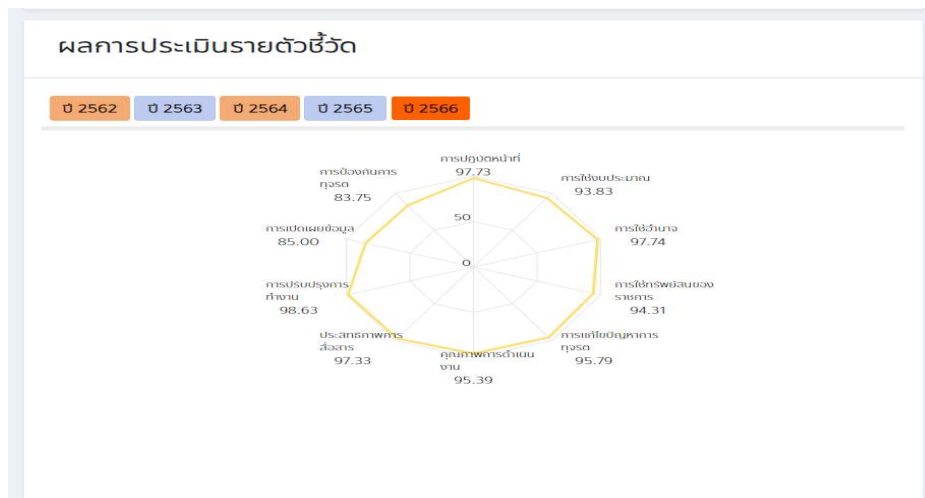 ผลการประเมินรายตัวชี้วัด
ปี 2562 ปี 2563 ปี 2564 ปี 2565 ปี 2566
การปฏิบัติหน้าที่
97.73
การใช้งบประมาณ
93.83
การใช้อำนาจ
97.74
การใช้ทรัพย์สินของ
ราชการ
94.31
การแก้ไขปัญหาการ
ทุจริต
95.79
คุณภาพการดำเนิน
งาน
95.39
ประสิทธิภาพการ
สื่อสาร
97.33
การปรับปรุงการ
ทำงาน
98.63
การเปิดเผยข้อมูล
85.00
การป้องกันการ
ทุจริต
83.75
50
0